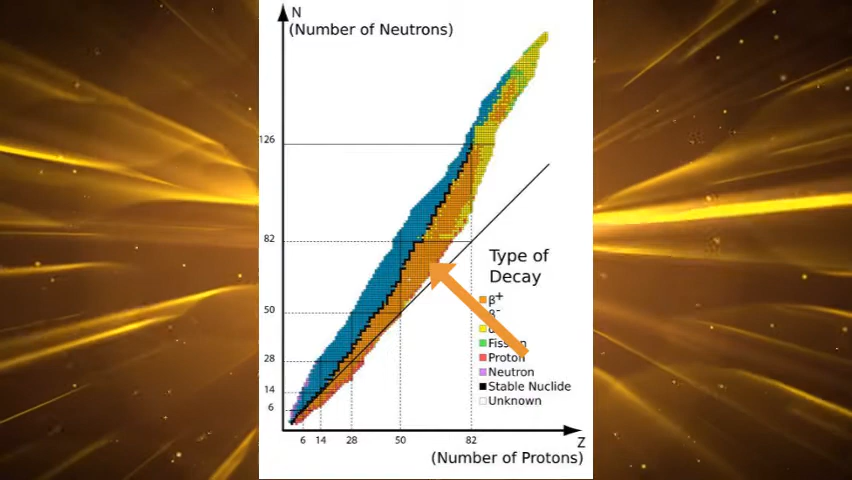 N
(Number of Neutrons)
126
82
50
28
14
6
6 14 28 50 82
Z
(Number of Protons)
Type of
Decay
β+
β-
Fission
Proton
Neutron
Stable Nuclide
Unknown